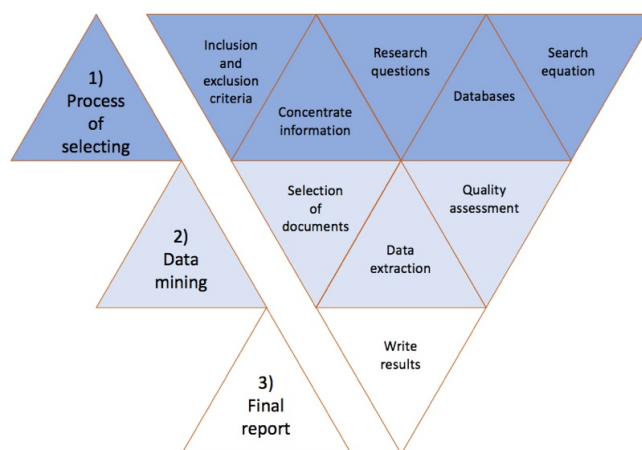 1)
Process
of
selecting
Inclusion
and
exclusion
criteria
Concentrate
information
Research
questions
Databases
Search
equation
2)
Data
mining
Selection
of
documents
Data
extraction
Quality
assessment
3)
Final
report
Write
results